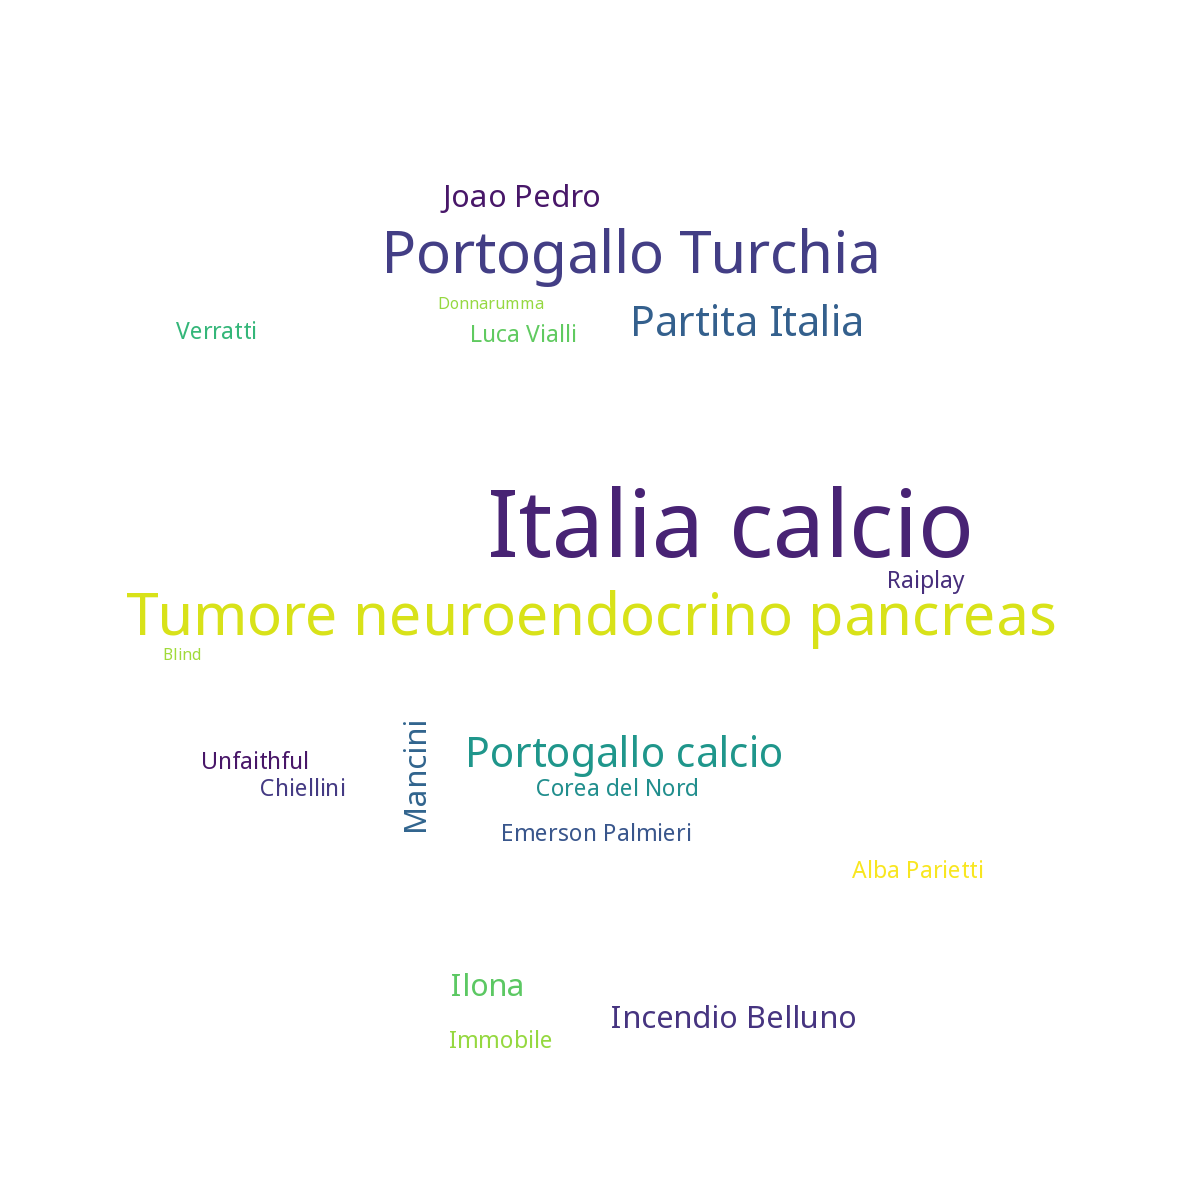 Joao Pedro
Portogallo Turchia
Donnarumma
Partita Italia
Verratti
Luca Vialli
Italia calcio
Raiplay
Tumore neuroendocrino pancreas
Blind
Mancini
Portogallo calcio
Unfaithful
Chiellini
Corea del Nord
Emerson Palmieri
Alba Parietti
Ilona
Incendio Belluno
Immobile